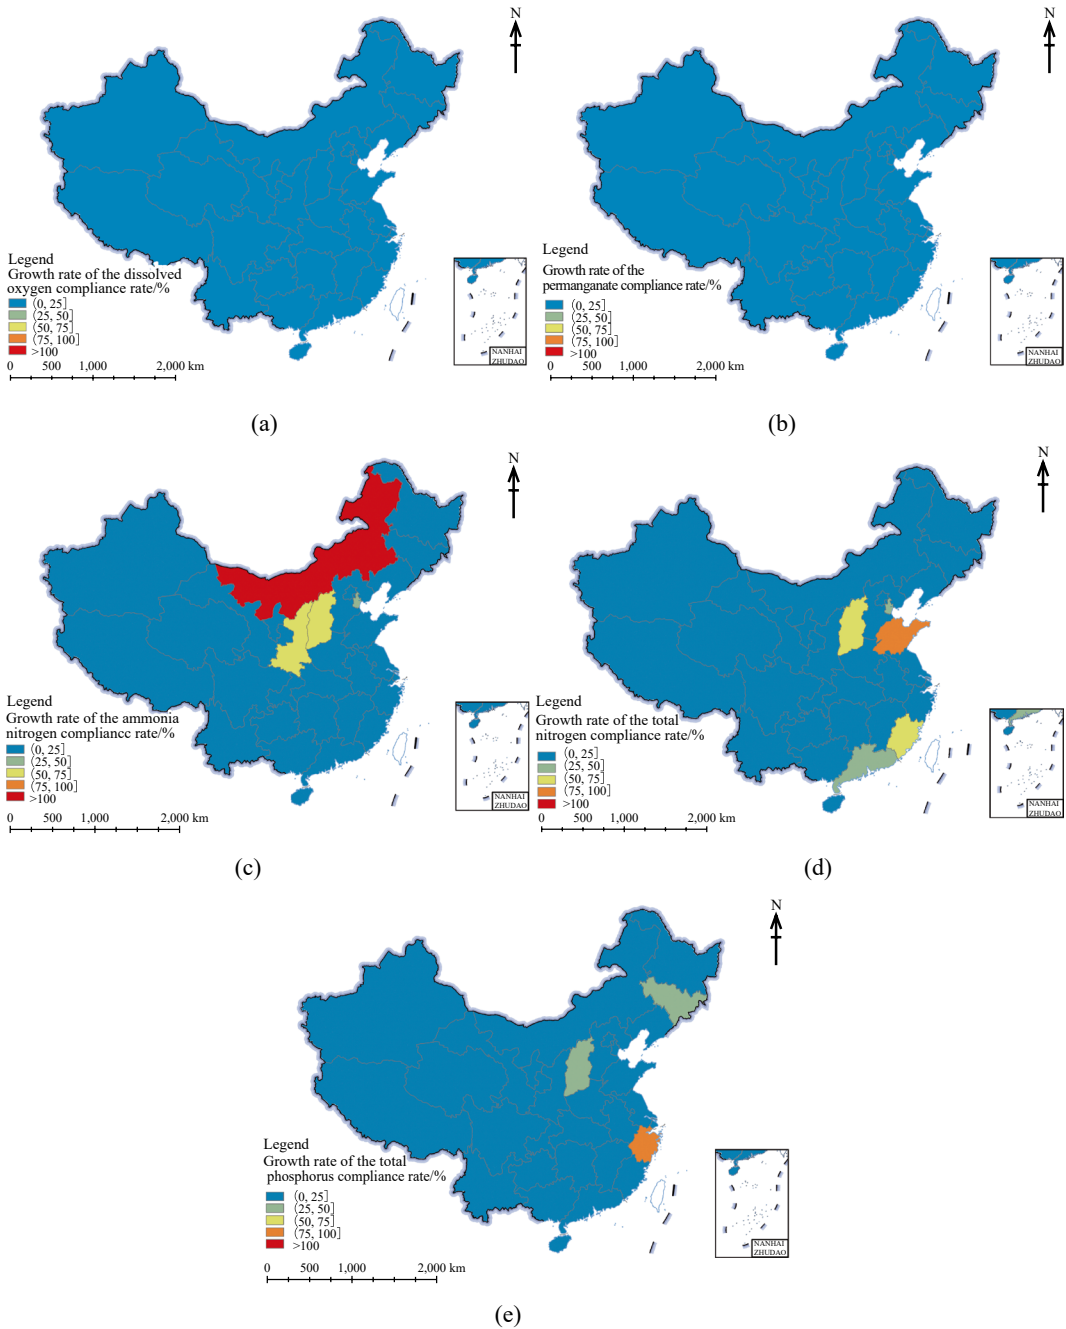 N
Legend
Growth rate of the dissolved
oxygen compliance rate/%
(0, 25]
(25, 50]
(50, 75]
(75, 100]
>100
0 500 1,000 2,000 km
NANHAI
ZHUDAO
(a)
N
Legend
Growth rate of the
permanganate compliance rate/%
(0, 25]
(25, 50]
(50, 75]
(75, 100]
>100
0 500 1,000 2,000 km
NANHAI
ZHUDAO
(b)
N
Legend
Growth rate of the ammonia
nitrogen compliance rate/%
(0, 25]
(25, 50]
(50, 75]
(75, 100]
>100
0 500 1,000 2,000 km
NANHAI
ZHUDAO
(c)
N
Legend
Growth rate of the total
nitrogen compliance rate/%
(0, 25]
(25, 50]
(50, 75]
(75, 100]
>100
0 500 1,000 2,000 km
NANHAI
ZHUDAO
(d)
N
Legend
Growth rate of the total
phosphorus compliance rate/%
(0, 25]
(25, 50]
(50, 75]
(75, 100]
>100
0 500 1,000 2,000 km
NANHAI
ZHUDAO
(e)